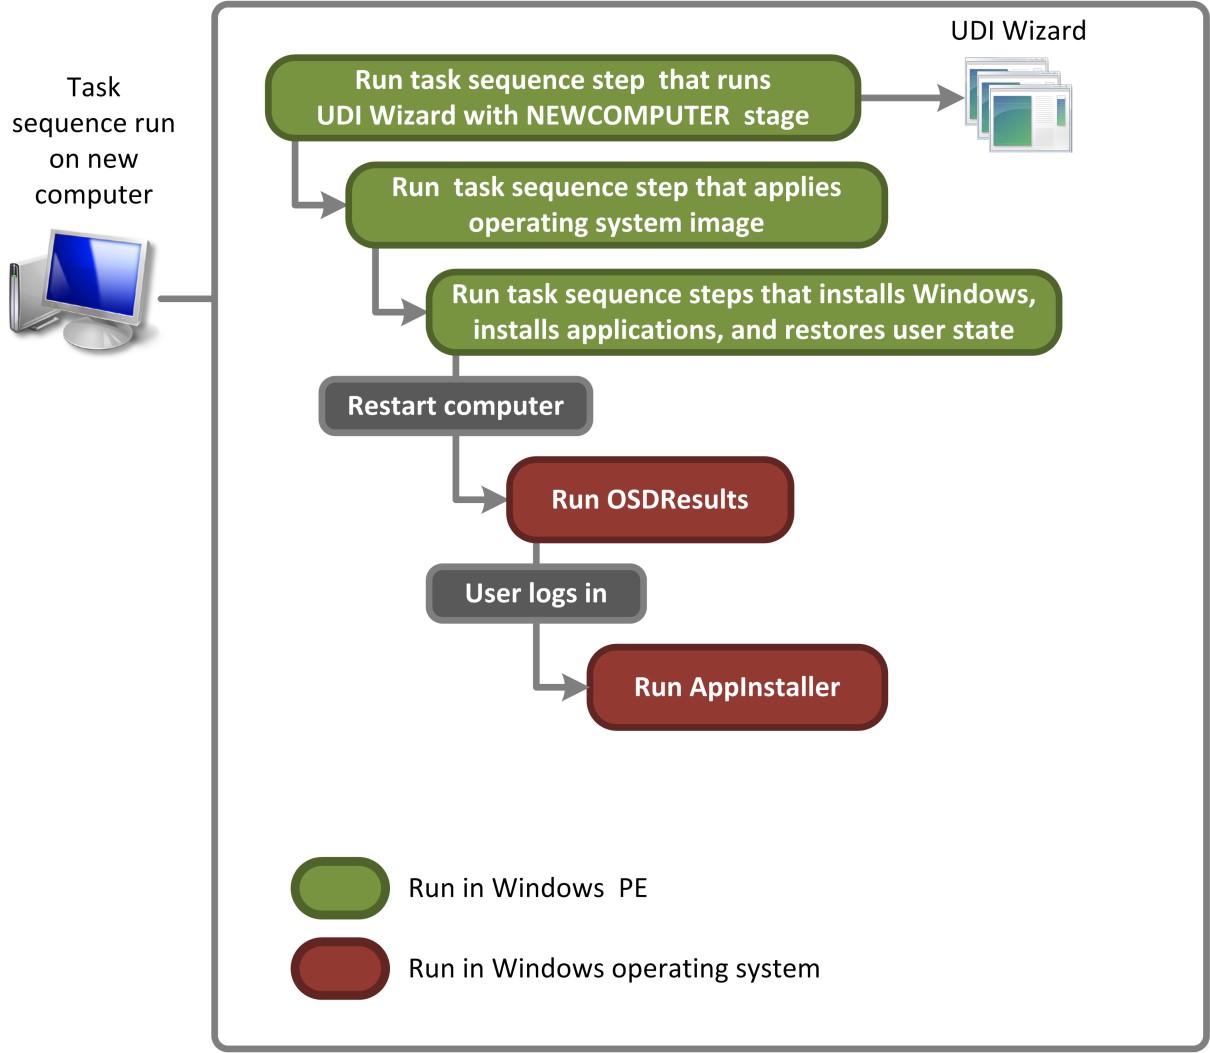 Task
sequence run
on new
computer
UDI Wizard
Run task sequence step  that runs
UDI Wizard with NEWCOMPUTER  stage
Run  task sequence step that applies
operating system image
Run task sequence steps that installs Windows,
installs applications, and restores user state
Restart computer
Run OSDResults
User logs in
Run AppInstaller
Run in Windows  PE
Run in Windows operating system